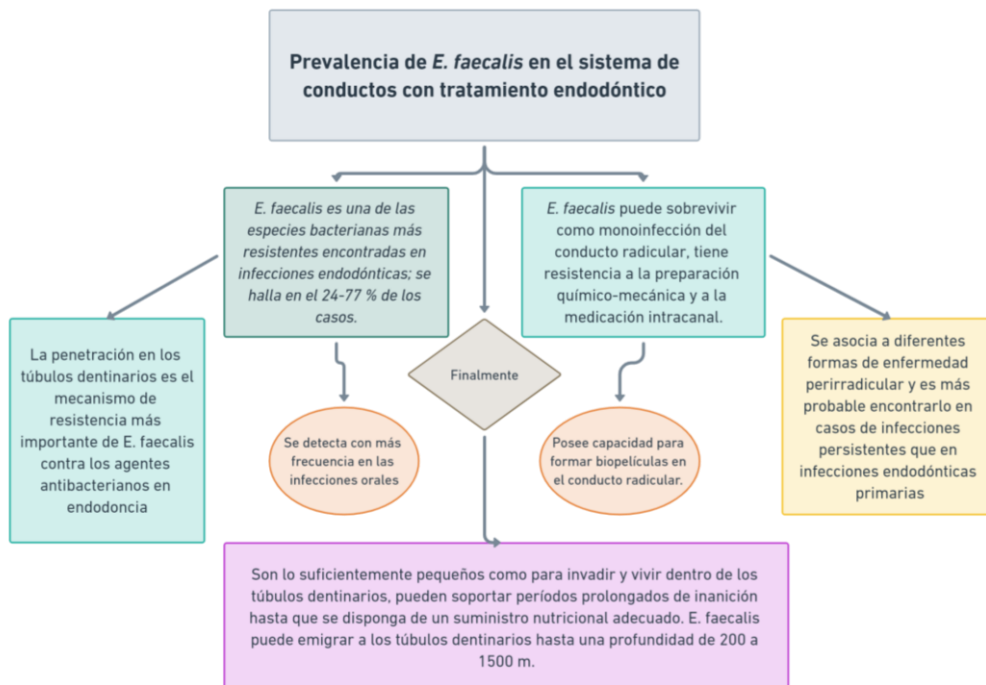 Prevalencia de E. faecalis en el sistema de
conductos con tratamiento endodóntico
E. faecalis es una de las
especies bacterianas más
resistentes encontradas en
infecciones endodónticas; se
halla en el 24-77 % de los
casos.
E. faecalis puede sobrevivir
como monoinfección del
conducto radicular, tiene
resistencia a la preparación
químico-mecánica y a la
medicación intracanal.
La penetración en los
túbulos dentinarios es el
mecanismo de
resistencia más
importante de E. faecalis
contra los agentes
antibacterianos en
endodoncia
Se detecta con más
frecuencia en las
infecciones orales
Finalmente
Posee capacidad para
formar biopelículas en
el conducto radicular.
Se asocia a diferentes
formas de enfermedad
perirradicular y es más
probable encontrarlo en
casos de infecciones
persistentes que en
infecciones endodónticas
primarias
Son lo suficientemente pequeños como para invadir y vivir dentro de los
túbulos dentinarios, pueden soportar períodos prolongados de inanición
hasta que se disponga de un suministro nutricional adecuado. E. faecalis
puede emigrar a los túbulos dentinarios hasta una profundidad de 200 a
1500 m.